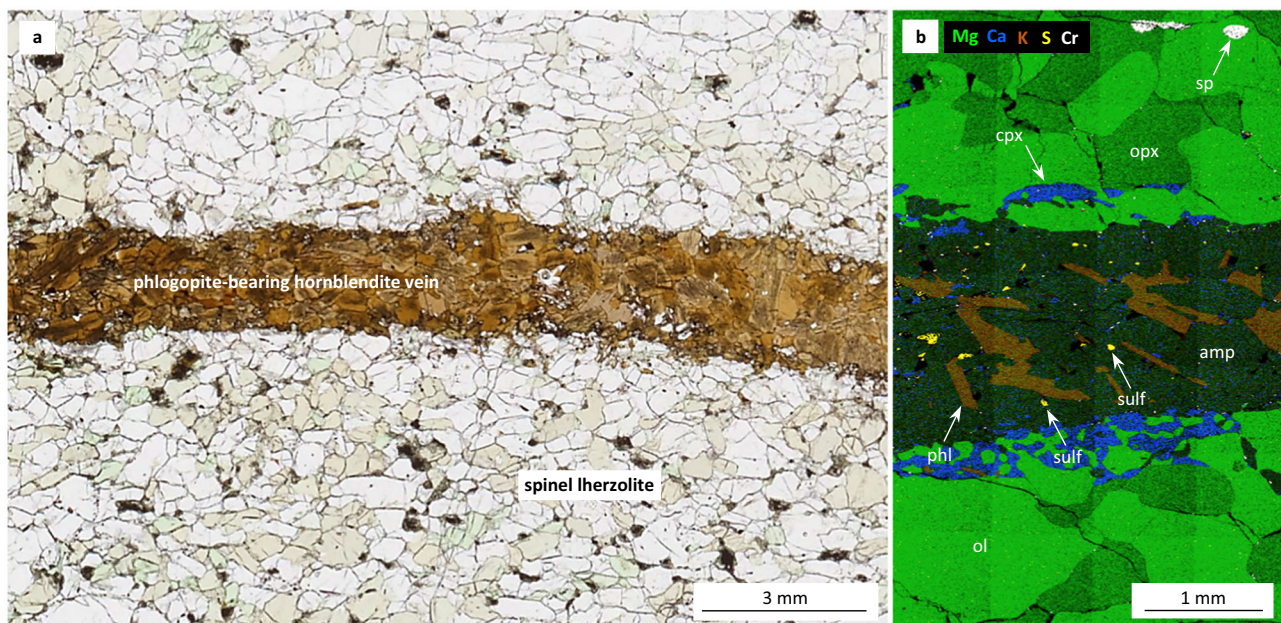 a
phlogopite-bearing hornblendite vein
spinel lherzolite
3 mm
b
Mg Ca K S Cr
sp
cpx
opx
amp
sulf
phl
sulf
ol
1 mm